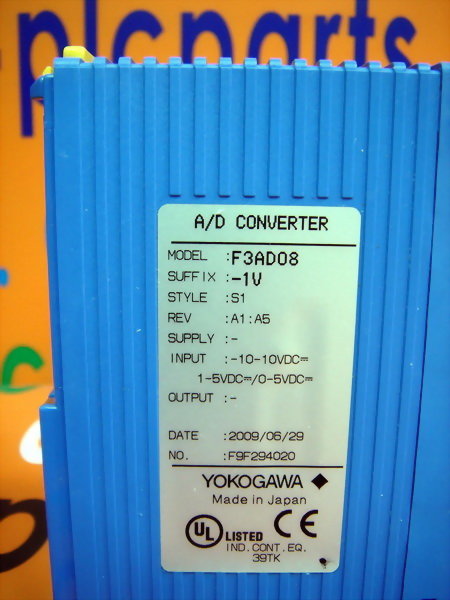 plcparts
A/D CONVERTER
MODEL :F3AD08
SUFFIX :-1V
STYLE :S1
REV :A1:A5
SUPPLY :-
INPUT :-10-10VDC⎓
1-5VDC⎓/0-5VDC⎓
OUTPUT :-
DATE :2009/06/29
NO. :F9F294020
YOKOGAWA ◆
Made in Japan
UL LISTED CE
IND.CONT.EQ.
39TK